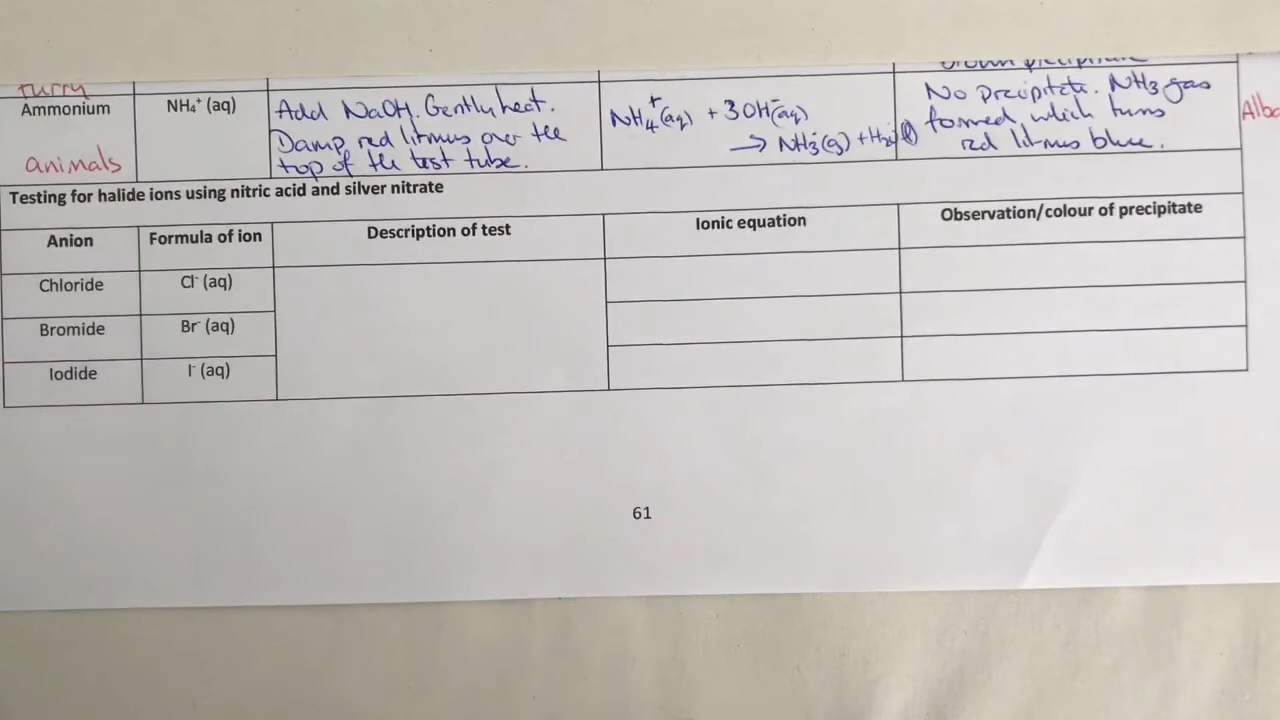 furry
brown precipitate
Ammonium
NH₄⁺ (aq)
Add NaOH. Gently heat.
Damp red litmus over the
top of the test tube.
NH₄⁺(aq) + 3OH⁻(aq)
→ NH₃(g) + H₂O(l)
No precipitate. NH₃ gas
formed which turns
red litmus blue.
animals
Testing for halide ions using nitric acid and silver nitrate
Anion Formula of ion Description of test Ionic equation Observation/colour of precipitate
Chloride Cl⁻ (aq)
Bromide Br⁻ (aq)
Iodide I⁻ (aq)
61